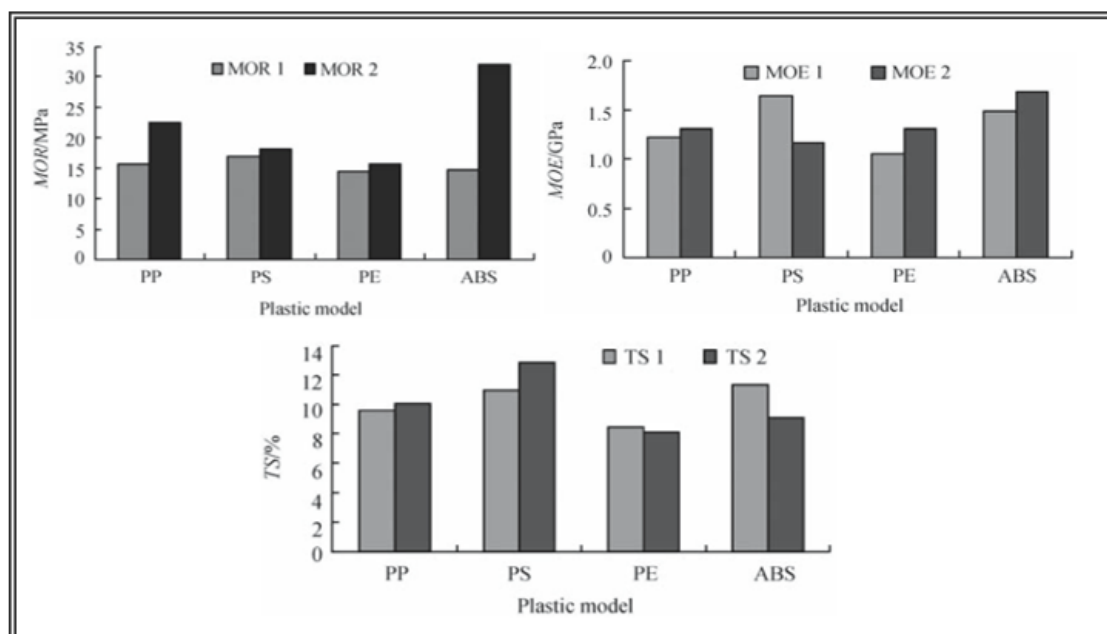 35
30
25
20
15
10
5
0
MOR/MPa
MOR 1 MOR 2
PP PS PE ABS
Plastic model
2.0
1.5
1.0
0.5
0
MOE/GPa
MOE 1 MOE 2
PP PS PE ABS
Plastic model
14
12
10
8
6
4
2
0
TS/%
TS 1 TS 2
PP PS PE ABS
Plastic model